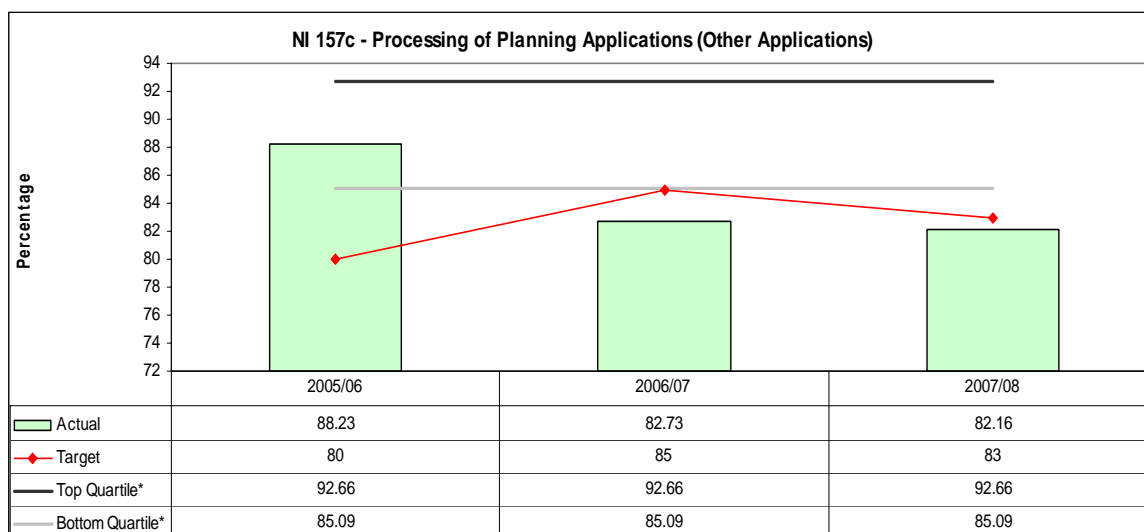 NI 157c - Processing of Planning Applications (Other Applications)
94
92
90
88
86
84
82
80
78
76
74
72
Percentage
2005/06 2006/07 2007/08
Actual 88.23 82.73 82.16
Target 80 85 83
Top Quartile* 92.66 92.66 92.66
Bottom Quartile* 85.09 85.09 85.09